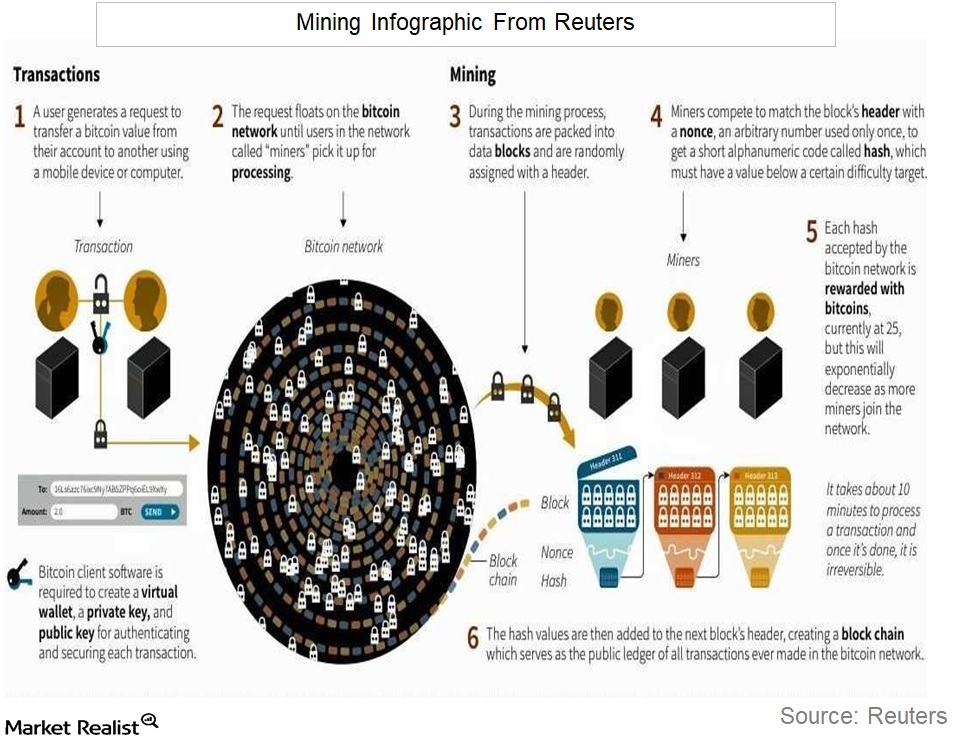 Mining Infographic From Reuters
Transactions
1 A user generates a request to
transfer a bitcoin value from
their account to another using
a mobile device or computer.
2 The request floats on the bitcoin
network until users in the network
called “miners” pick it up for
processing.
Mining
3 During the mining process,
transactions are packed into
data blocks and are randomly
assigned with a header.
4 Miners compete to match the block’s header with
a nonce, an arbitrary number used only once, to
get a short alphanumeric code called hash, which
must have a value below a certain difficulty target.
Transaction
Bitcoin network
Miners
5 Each hash
accepted by the
bitcoin network is
rewarded with
bitcoins,
currently at 25,
but this will
exponentially
decrease as more
miners join the
network.
To:
Amount: 2.0 BTC SEND
Bitcoin client software is
required to create a virtual
wallet, a private key, and
public key for authenticating
and securing each transaction.
Header 311
Header 312
Header 313
Block
Nonce
Hash
Block
chain
It takes about 10
minutes to process
a transaction and
once it’s done, it is
irreversible.
6 The hash values are then added to the next block’s header, creating a block chain
which serves as the public ledger of all transactions ever made in the bitcoin network.
Market Realist
Source: Reuters